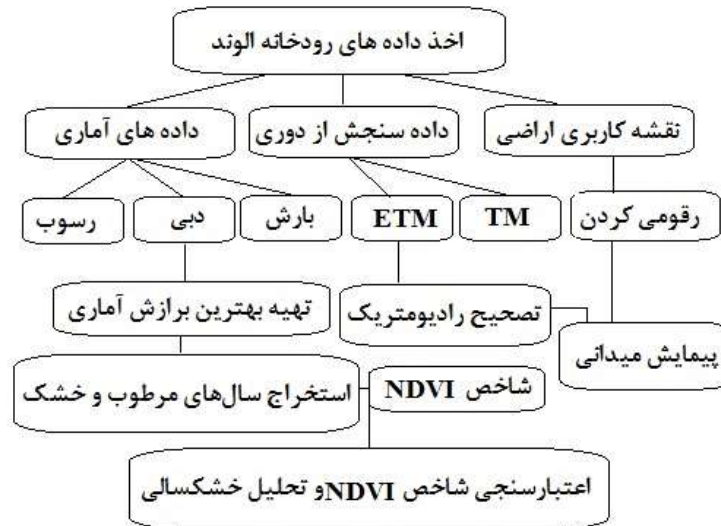 اخذ داده های رودخانه الوند
نقشه کاربری اراضی
داده سنجش از دوری
داده های آماری
رقومی کردن
TM
ETM
بارش
دبی
رسوب
تصحیح رادیومتریک
تهیه بهترین برازش آماری
پیمایش میدانی
شاخص NDVI
استخراج سال‌های مرطوب و خشک
اعتبارسنجی شاخص NDVIو تحلیل خشکسالی